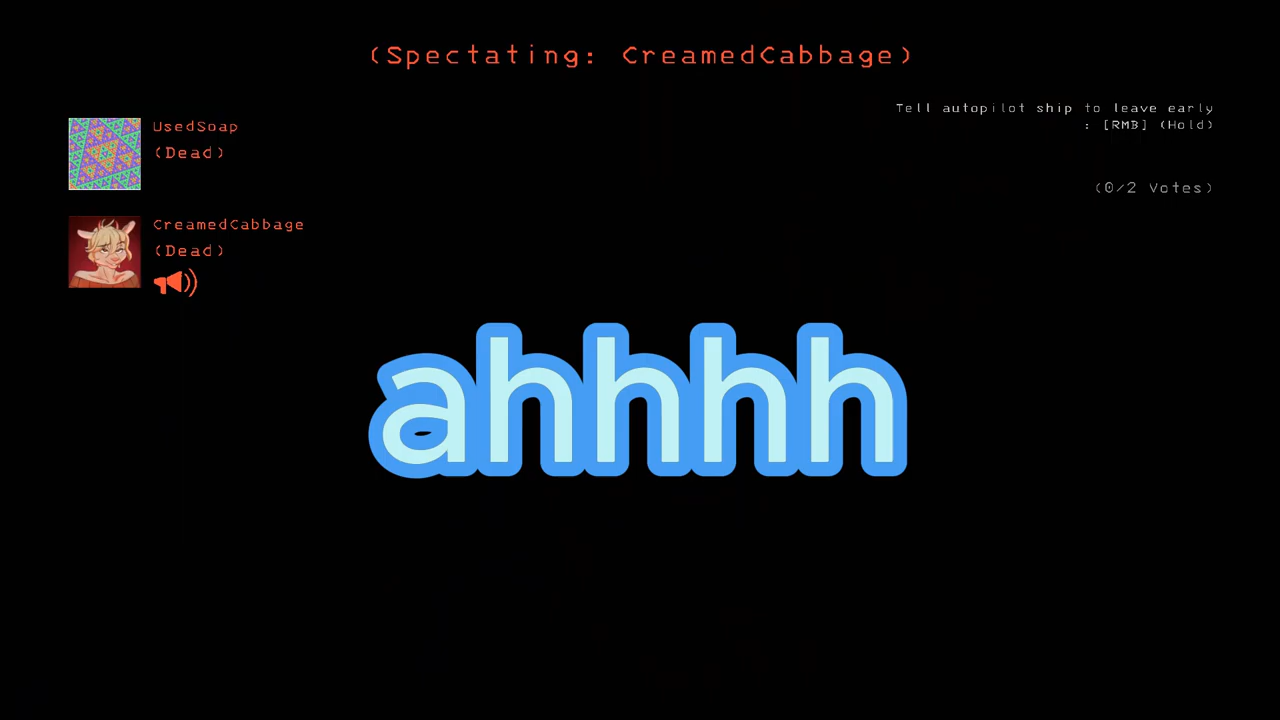 (Spectating: CreamedCabbage)
UsedSoap
(Dead)
CreamedCabbage
(Dead)
Tell autopilot ship to leave early
: [RMB] (Hold)
(0/2 Votes)
ahhhh